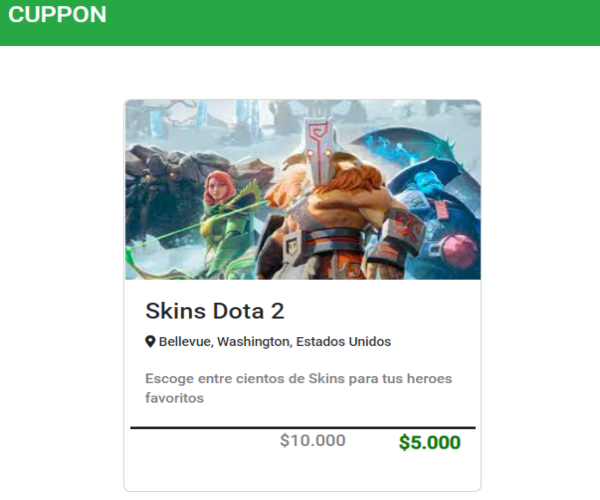 CUPPON
Skins Dota 2
Bellevue, Washington, Estados Unidos
Escoge entre cientos de Skins para tus heroes
favoritos
$10.000 $5.000